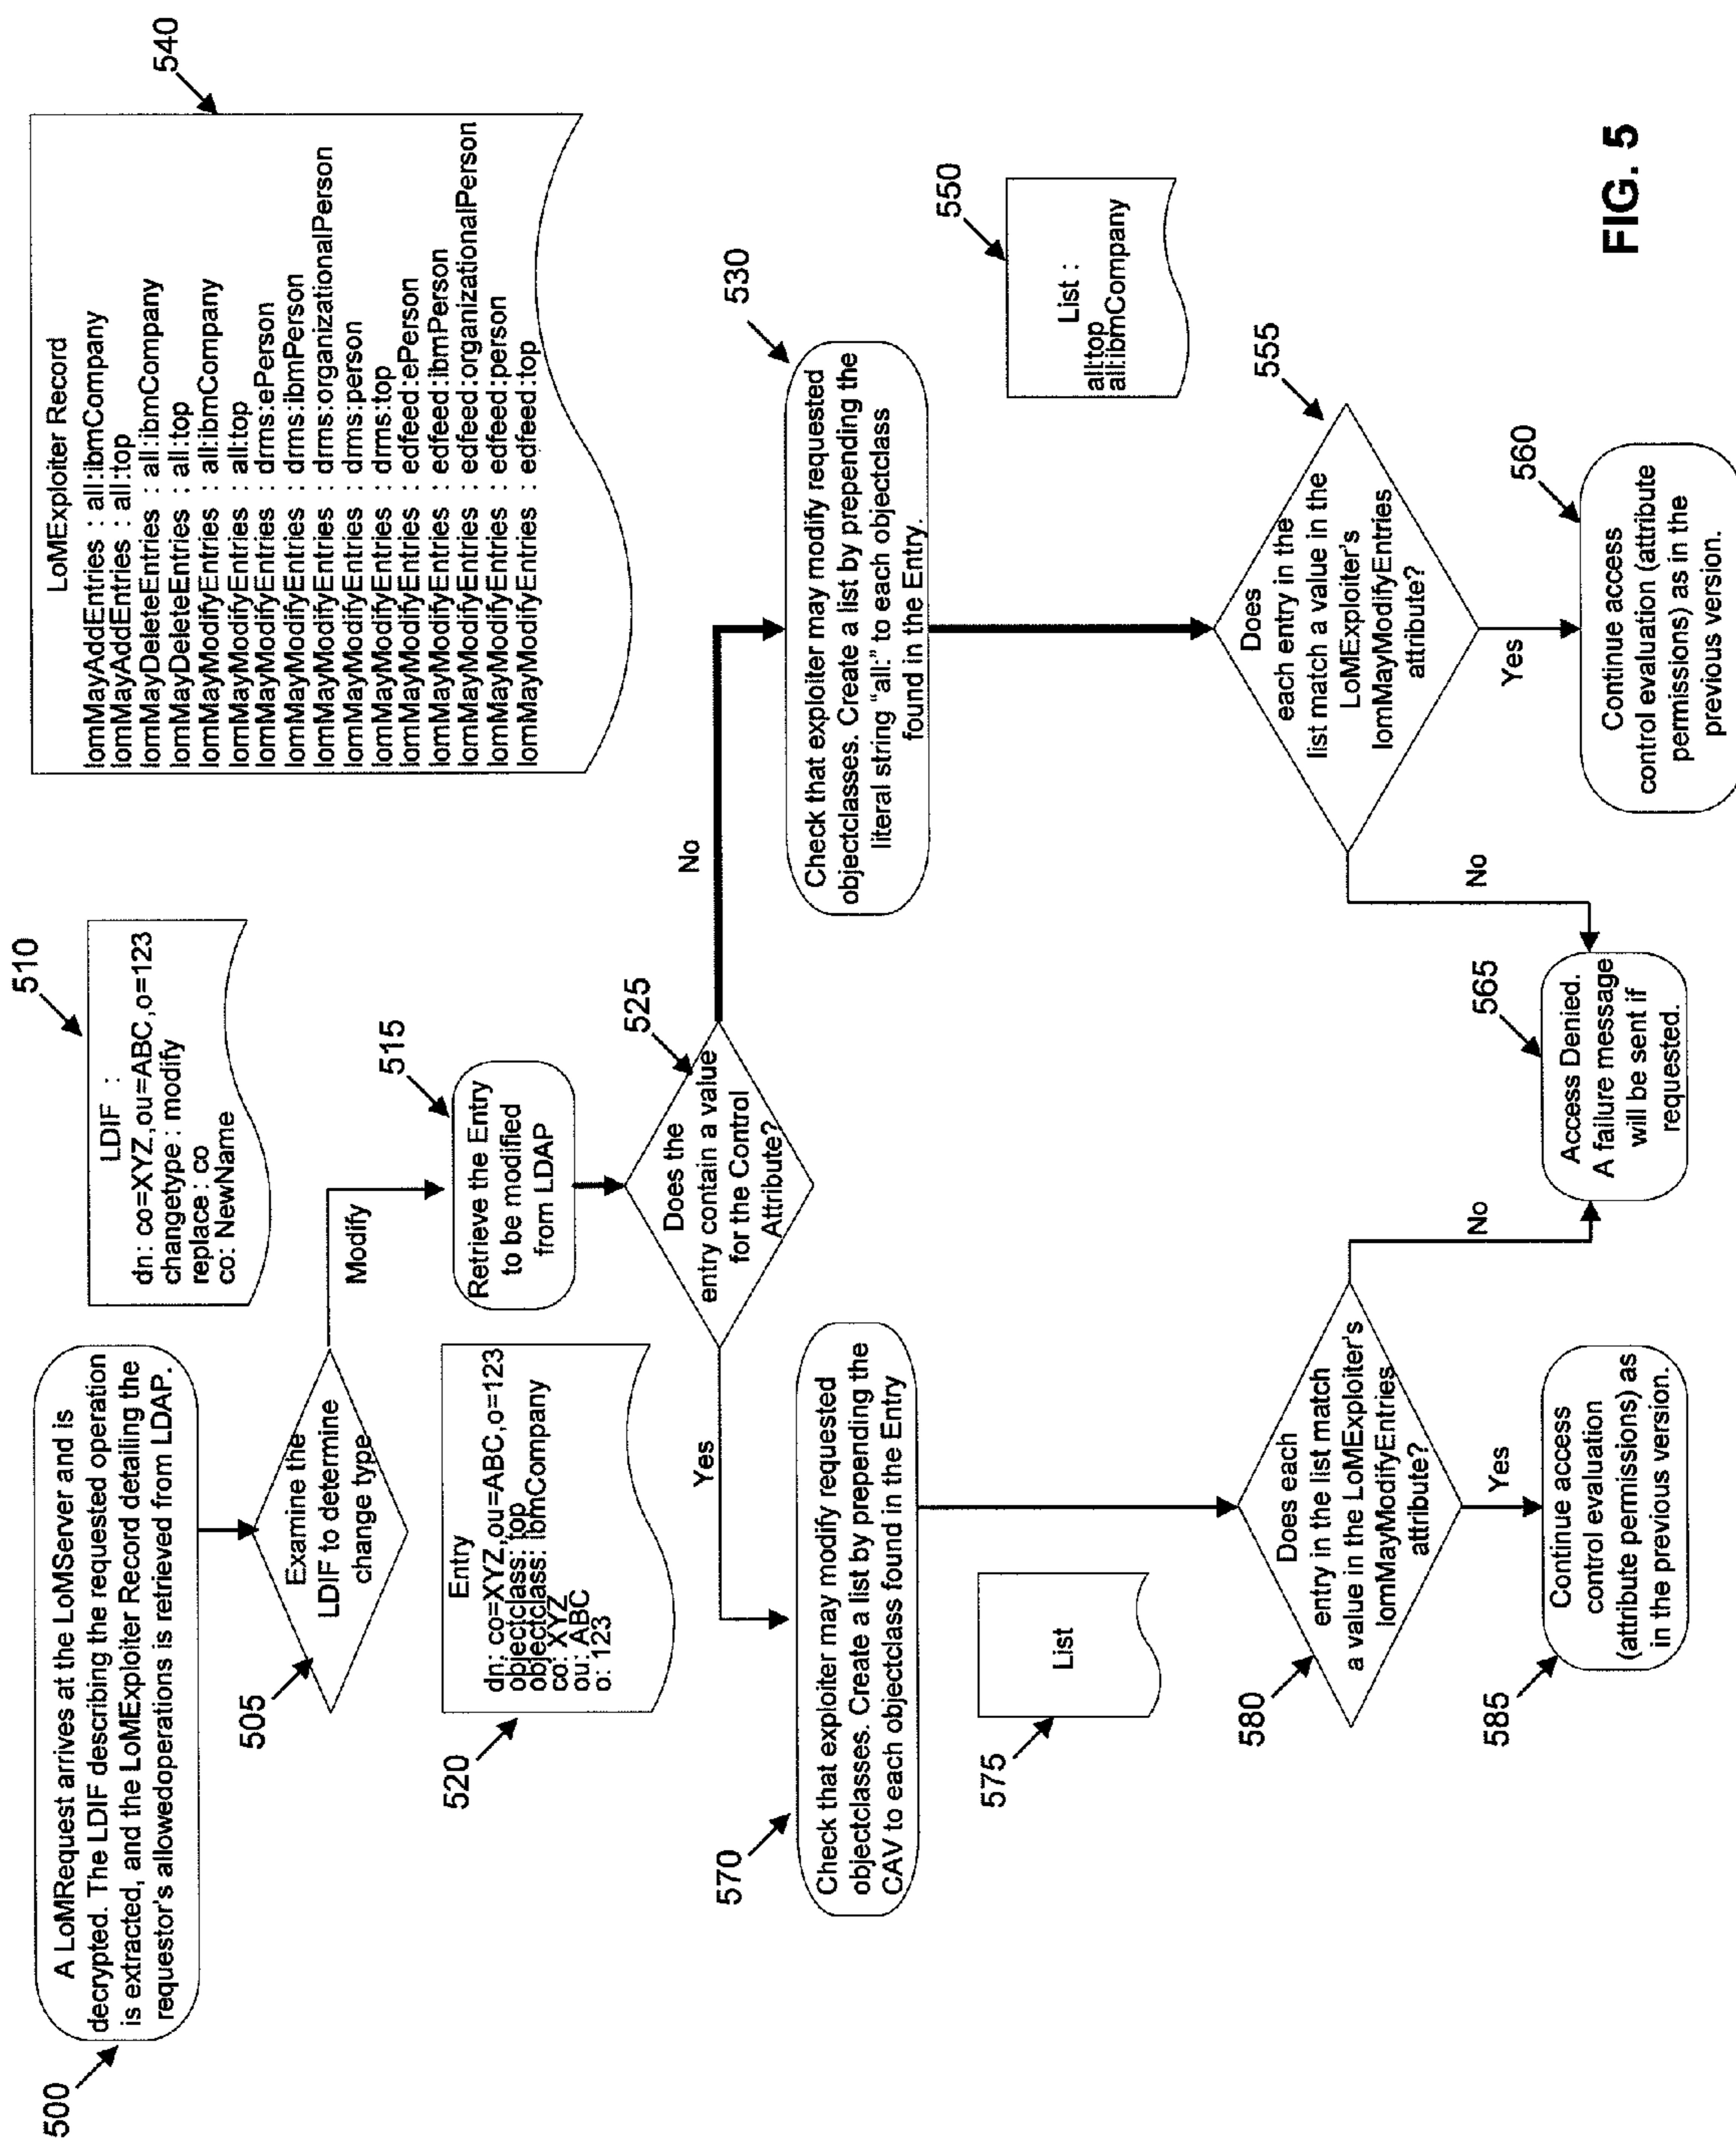 500
A LoMRequest arrives at the LoMServer and is
decrypted. The LDIF describing the requested operation
is extracted, and the LoMExploiter Record detailing the
requestor's allowedoperations is retrieved from LDAP.
505
Examine the
LDIF to determine
change type
Modify
510
LDIF :
dn: co=XYZ,ou=ABC,o=123
changetype : modify
replace : co
co: NewName
515
Retrieve the Entry
to be modified
from LDAP
520
Entry
dn: co=XYZ,ou=ABC,o=123
objectclass: top
objectclass: ibmCompany
co: XYZ
ou: ABC
o: 123
525
Does the
entry contain a value
for the Control
Attribute?
Yes
No
540
LoMExploiter Record
lomMayAddEntries : all:ibmCompany
lomMayAddEntries : all:top
lomMayDeleteEntries : all:ibmCompany
lomMayDeleteEntries : all:top
lomMayModifyEntries : all:ibmCompany
lomMayModifyEntries : all:top
lomMayModifyEntries : drms:ePerson
lomMayModifyEntries : drms:ibmPerson
lomMayModifyEntries : drms:organizationalPerson
lomMayModifyEntries : drms:person
lomMayModifyEntries : drms:top
lomMayModifyEntries : edfeed:ePerson
lomMayModifyEntries : edfeed:ibmPerson
lomMayModifyEntries : edfeed:organizationalPerson
lomMayModifyEntries : edfeed:person
lomMayModifyEntries : edfeed:top
570
Check that exploiter may modify requested
objectclasses. Create a list by prepending the
CAV to each objectclass found in the Entry
530
Check that exploiter may modify requested
objectclasses. Create a list by prepending the
literal string "all:" to each objectclass
found in the Entry.
575
List
550
List :
all:top
all:ibmCompany
580
Does each
entry in the list match
a value in the LoMExploiter's
lomMayModifyEntries
attribute?
No
Yes
555
Does
each entry in the
list match a value in the
LoMExploiter's
lomMayModifyEntries
attribute?
No
Yes
585
Continue access
control evaluation
(attribute permissions) as
in the previous version.
565
Access Denied.
A failure message
will be sent if
requested.
560
Continue access
control evaluation (attribute
permissions) as in the
previous version.
FIG. 5